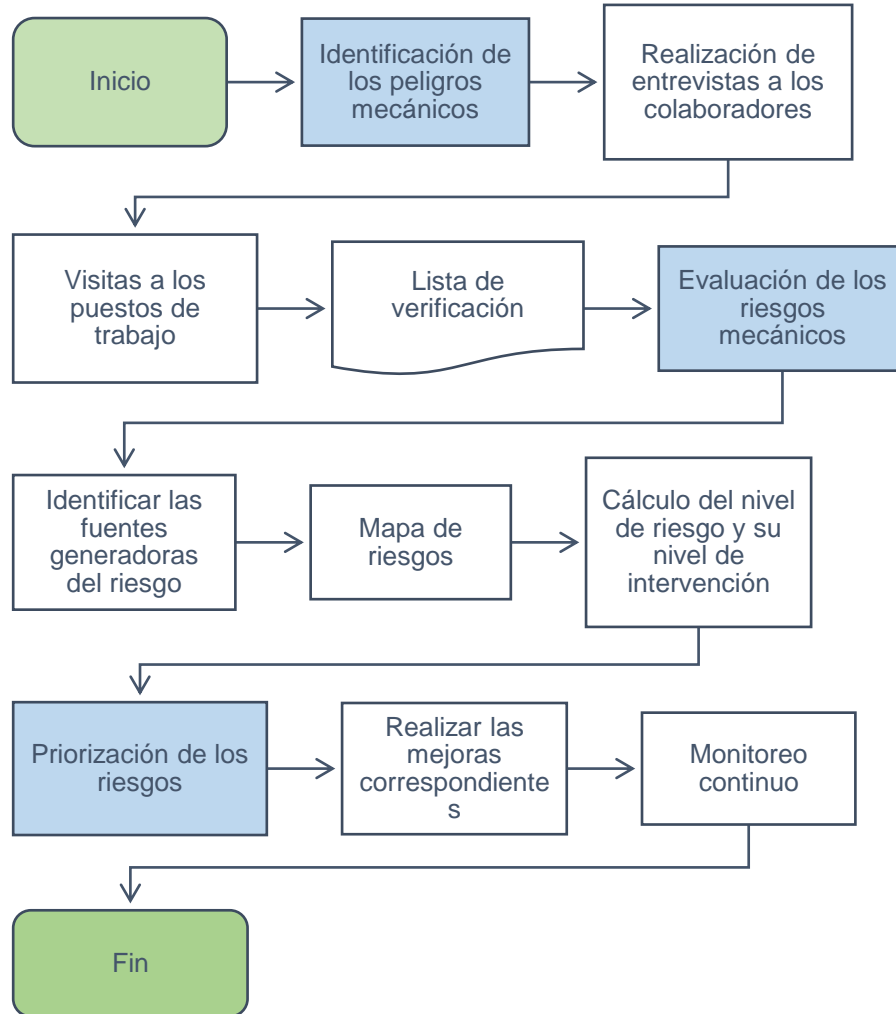 Inicio
Identificación de
los peligros
mecánicos
Realización de
entrevistas a los
colaboradores
Visitas a los
puestos de
trabajo
Lista de
verificación
Evaluación de los
riesgos
mecánicos
Identificar las
fuentes
generadoras
del riesgo
Mapa de
riesgos
Cálculo del nivel
de riesgo y su
nivel de
intervención
Priorización de los
riesgos
Realizar las
mejoras
correspondiente
s
Monitoreo
continuo
Fin